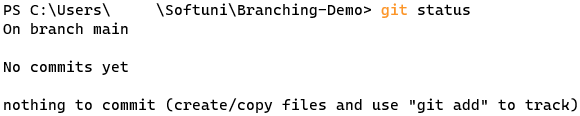 PS C:\Users\     \Softuni\Branching-Demo> git status
On branch main
No commits yet
nothing to commit (create/copy files and use "git add" to track)